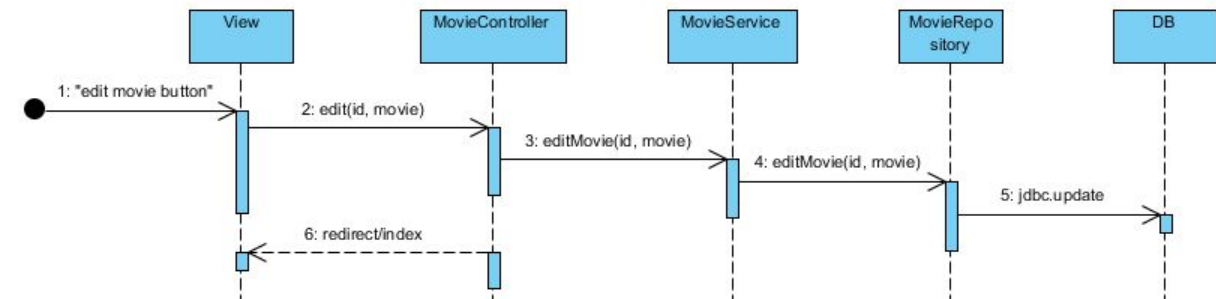 View
MovieController
MovieService
MovieRepo
sitory
DB
1: "edit movie button"
2: edit(id, movie)
3: editMovie(id, movie)
4: editMovie(id, movie)
5: jdbc.update
6: redirect/index